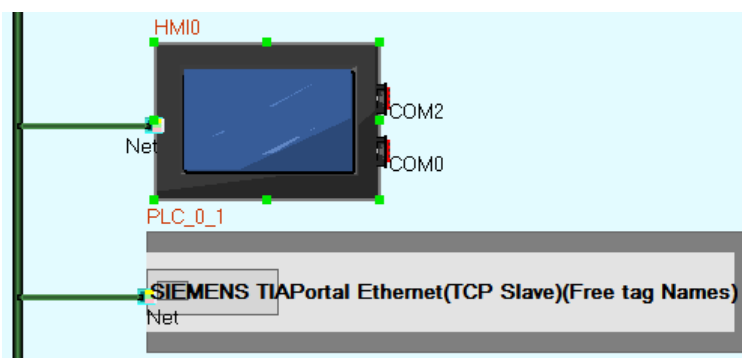 HMI0
COM2
Net
COM0
PLC_0_1
SIEMENS TIAPortal Ethernet(TCP Slave)(Free tag Names)
Net